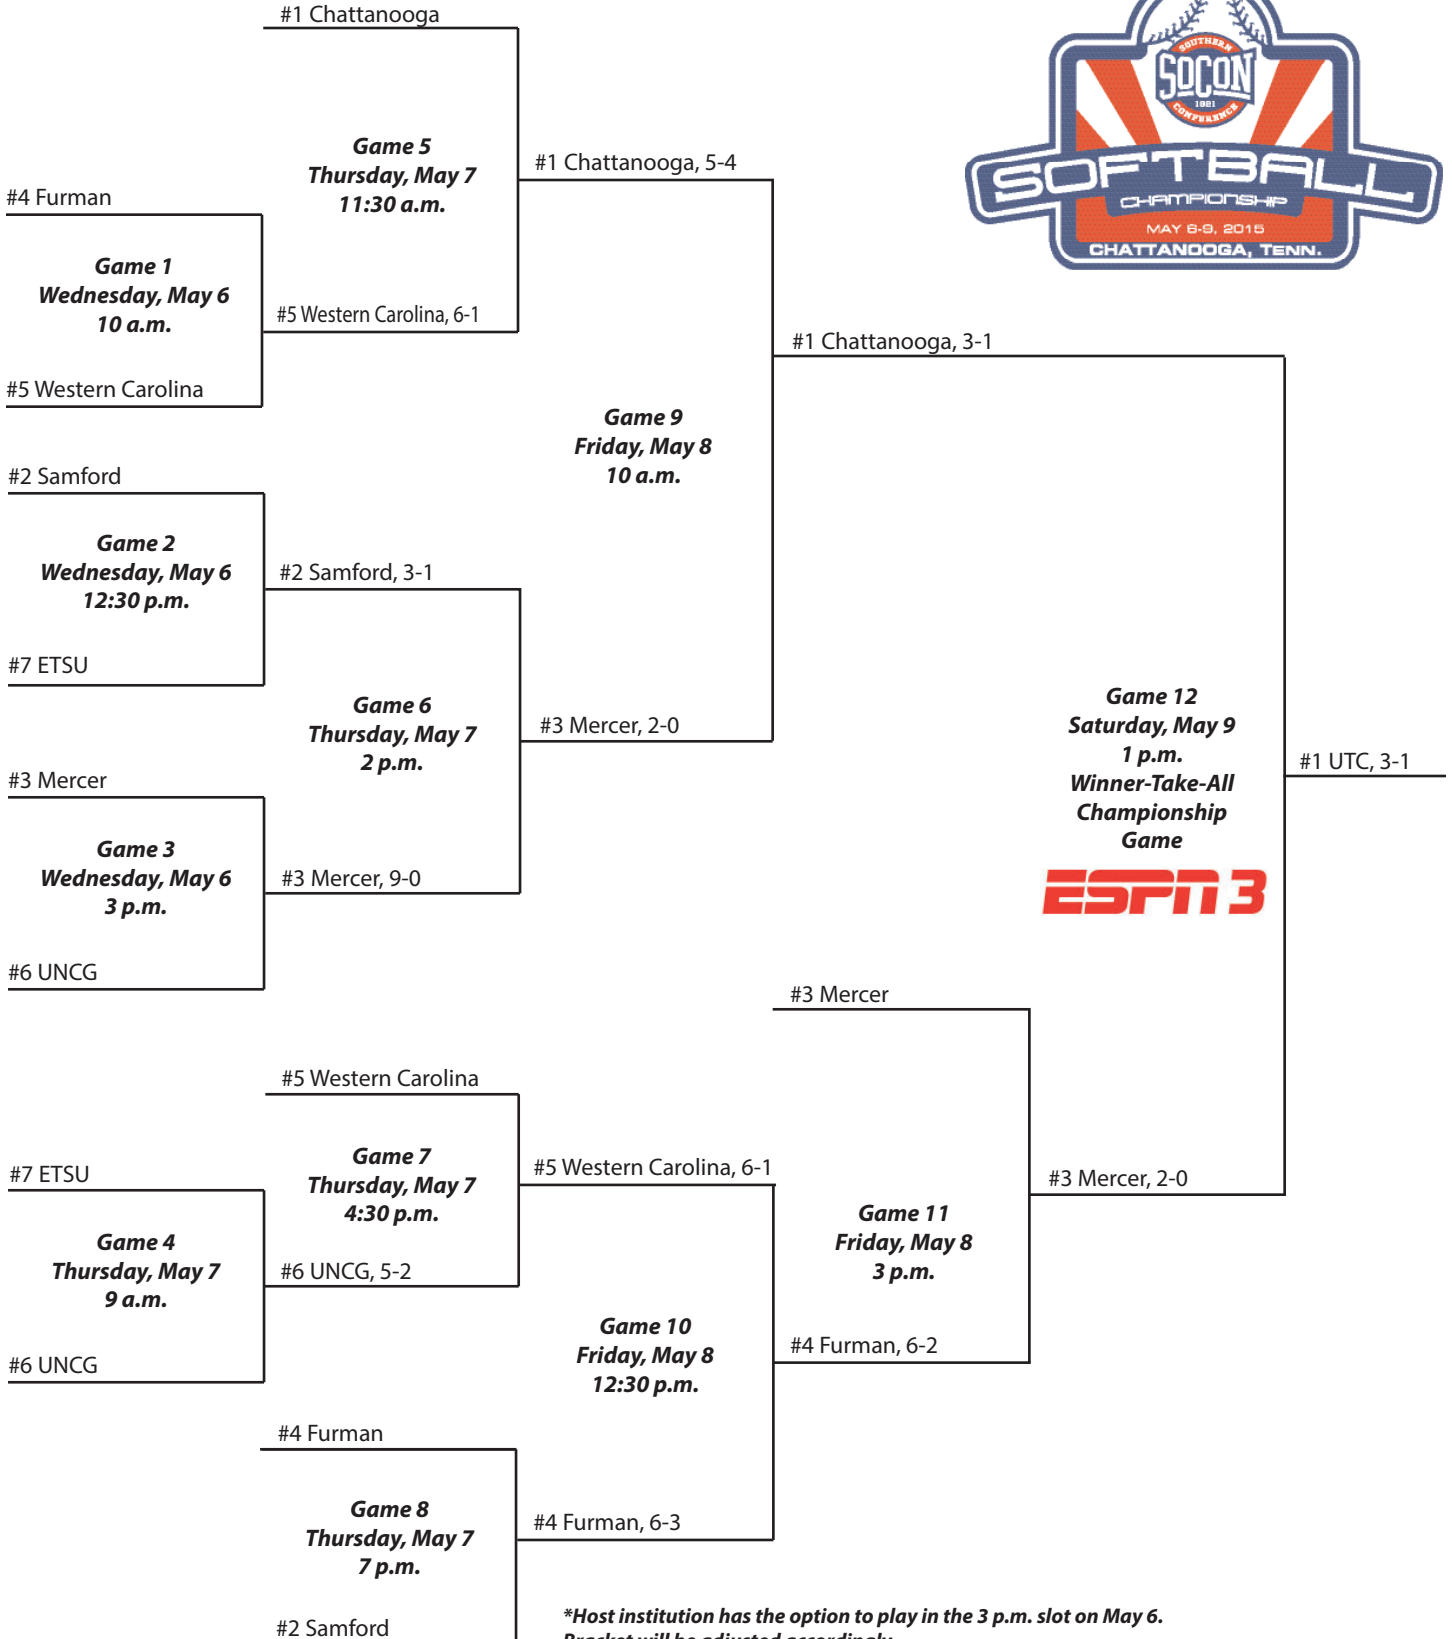 #1 Chattanooga
SOUTHERN
SOCON
1921
CONFERENCE
SOFTBALL
CHAMPIONSHIP
MAY 6-9, 2015
CHATTANOOGA, TENN.
Game 5
Thursday, May 7
11:30 a.m.
#1 Chattanooga, 5-4
#4 Furman
Game 1
Wednesday, May 6
10 a.m.
#5 Western Carolina, 6-1
#5 Western Carolina
#1 Chattanooga, 3-1
Game 9
Friday, May 8
10 a.m.
#2 Samford
Game 2
Wednesday, May 6
12:30 p.m.
#2 Samford, 3-1
#7 ETSU
Game 6
Thursday, May 7
2 p.m.
#3 Mercer, 2-0
#3 Mercer
Game 3
Wednesday, May 6
3 p.m.
#3 Mercer, 9-0
#6 UNCG
Game 12
Saturday, May 9
1 p.m.
Winner-Take-All
Championship
Game
ESPN 3
#1 UTC, 3-1
#3 Mercer
#5 Western Carolina
Game 7
Thursday, May 7
4:30 p.m.
#5 Western Carolina, 6-1
#7 ETSU
Game 4
Thursday, May 7
9 a.m.
#6 UNCG, 5-2
#6 UNCG
Game 11
Friday, May 8
3 p.m.
#3 Mercer, 2-0
Game 10
Friday, May 8
12:30 p.m.
#4 Furman, 6-2
#4 Furman
Game 8
Thursday, May 7
7 p.m.
#4 Furman, 6-3
#2 Samford
*Host institution has the option to play in the 3 p.m. slot on May 6.
Bracket will be adjusted accordingly.